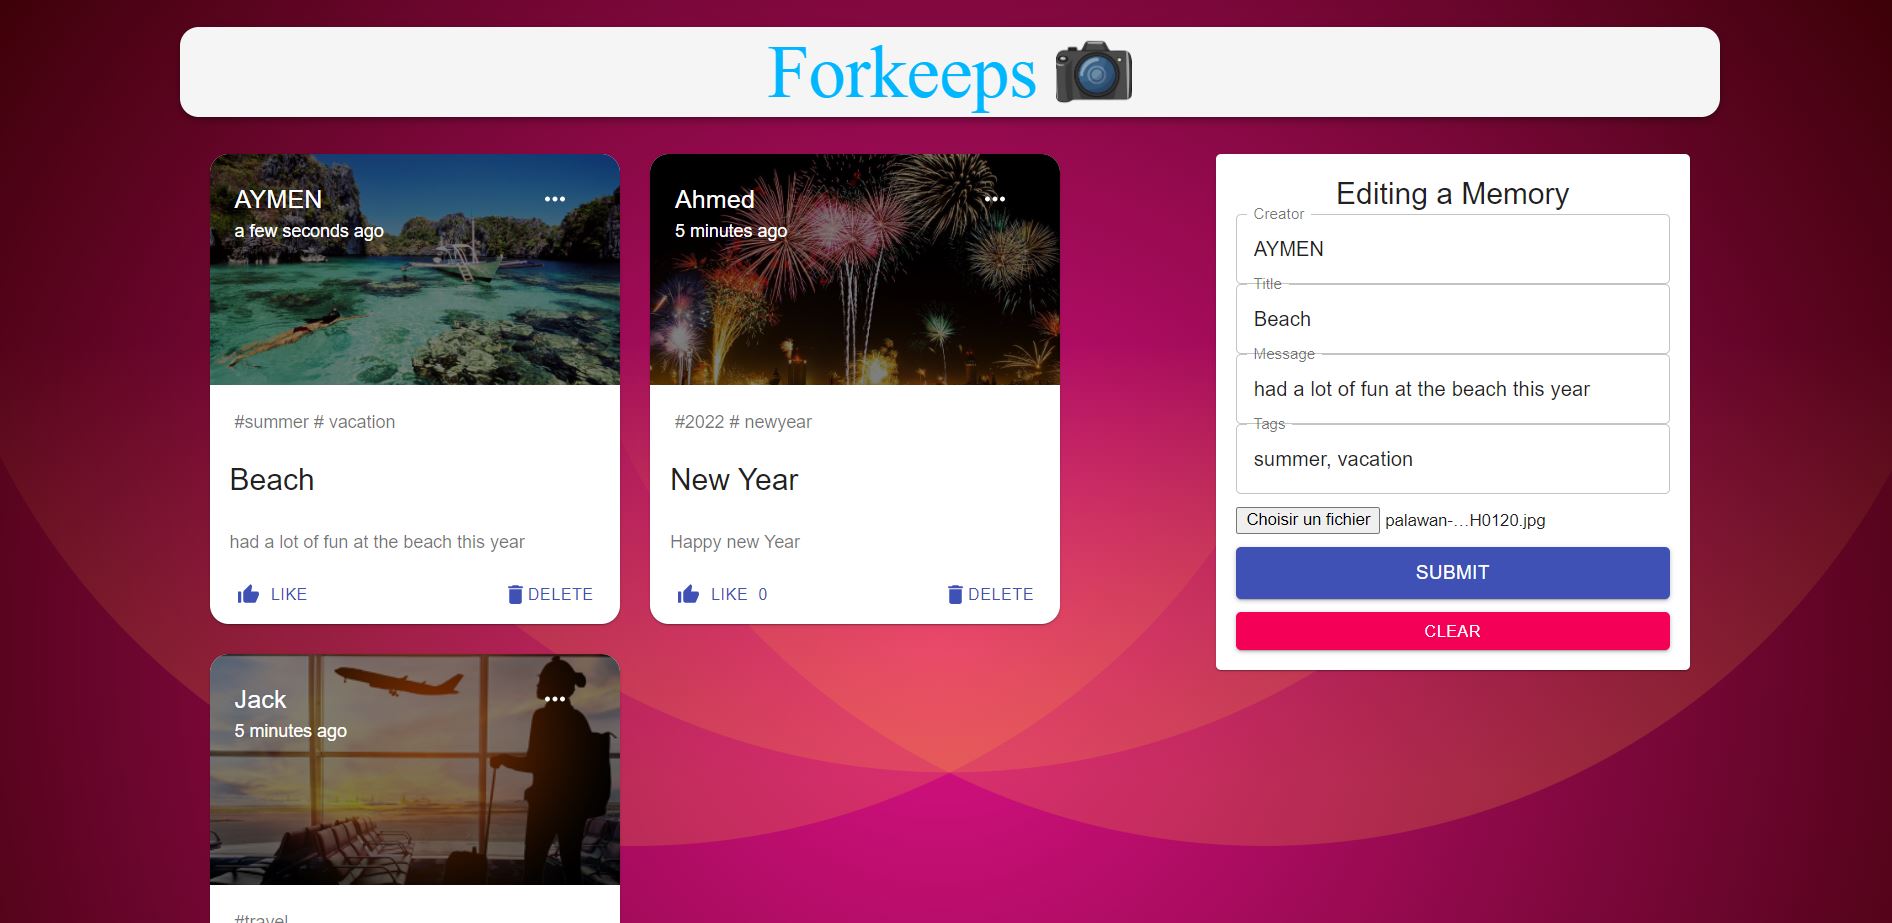 Forkeeps
AYMEN
a few seconds ago
#summer # vacation
Beach
had a lot of fun at the beach this year
LIKE
DELETE
Ahmed
5 minutes ago
#2022 # newyear
New Year
Happy new Year
LIKE 0
DELETE
Jack
5 minutes ago
#travel
Editing a Memory
Creator
AYMEN
Title
Beach
Message
had a lot of fun at the beach this year
Tags
summer, vacation
Choisir un fichier palawan-...H0120.jpg
SUBMIT
CLEAR